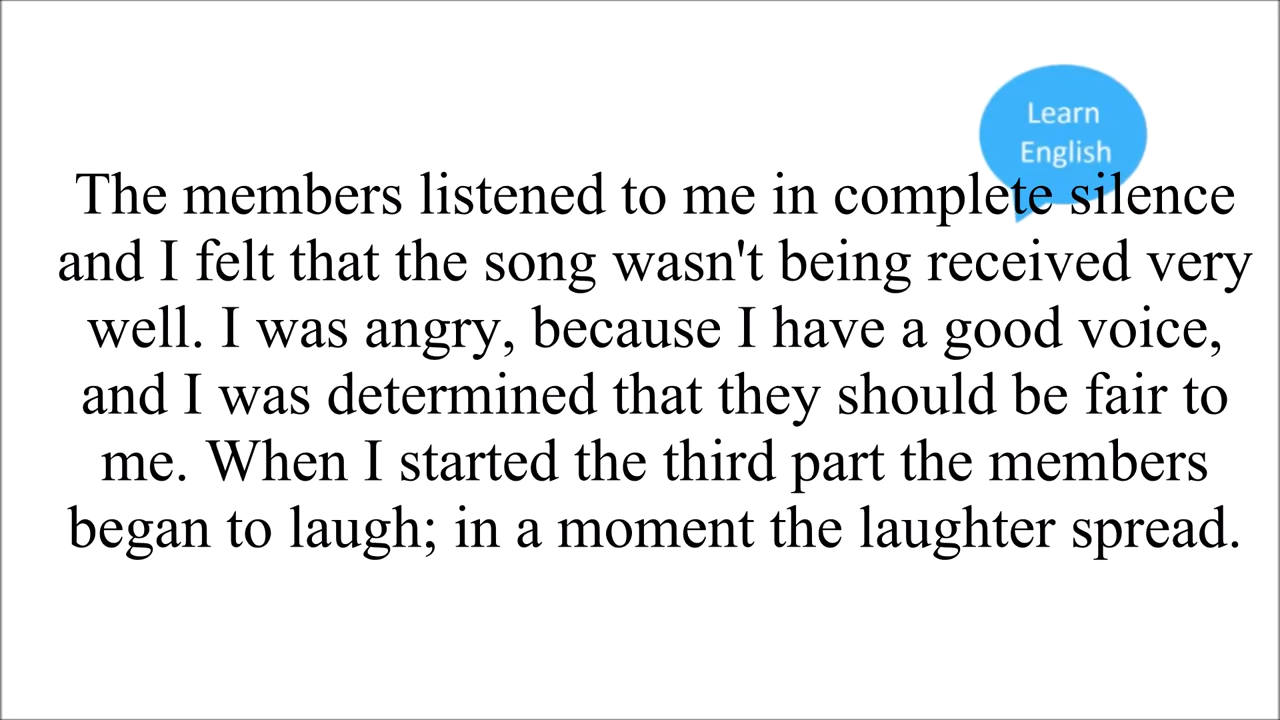 Learn
English
The members listened to me in complete silence
and I felt that the song wasn't being received very
well. I was angry, because I have a good voice,
and I was determined that they should be fair to
me. When I started the third part the members
began to laugh; in a moment the laughter spread.